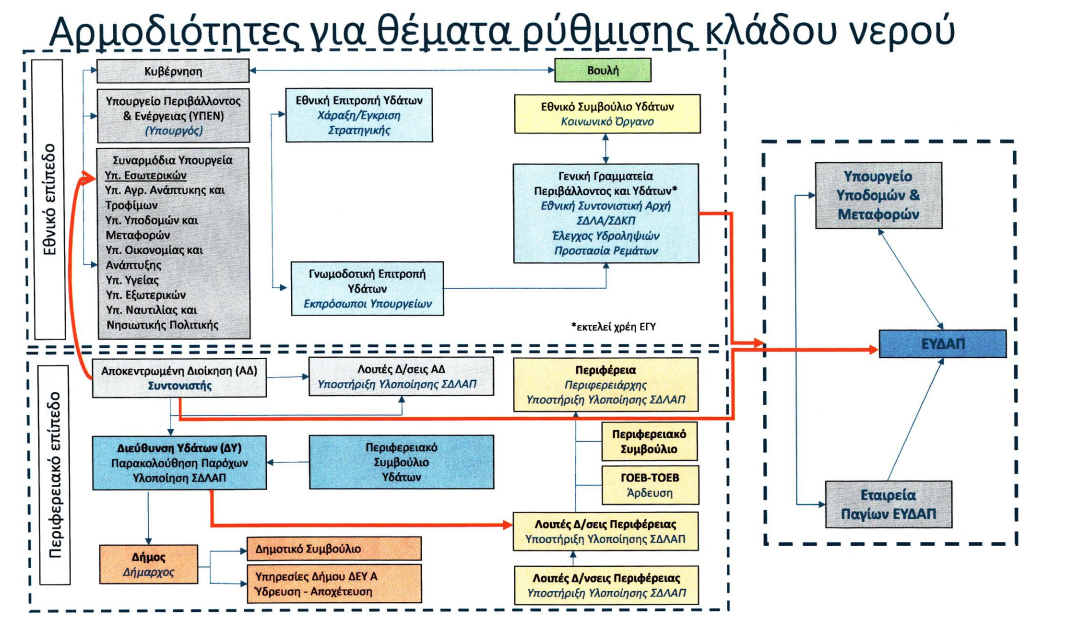 Αρμοδιότητες για θέματα ρύθμισης κλάδου νερού
Εθνικό επίπεδο
Κυβέρνηση
Βουλή
Υπουργείο Περιβάλλοντος
& Ενέργειας (ΥΠΕΝ)
(Υπουργός)
Εθνική Επιτροπή Υδάτων
Χάραξη/Έγκριση
Στρατηγικής
Εθνικό Συμβούλιο Υδάτων
Κοινωνικό Όργανο
Συναρμόδια Υπουργεία
Υπ. Εσωτερικών
Υπ. Αγρ. Ανάπτυκης και
Τροφίμων
Υπ. Υποδομών και
Μεταφορών
Υπ. Οικονομίας και
Ανάπτυξης
Υπ. Υγείας
Υπ. Εξωτερικών
Υπ. Ναυτιλίας και
Νησιωτικής Πολιτικής
Γενική Γραμματεία
Περιβάλλοντος και Υδάτων*
Εθνική Συντονιστική Αρχή
ΣΔΛΑ/ΣΔΚΠ
Έλεγχος Υδροληψιών
Προστασία Ρεμάτων
Γνωμοδοτική Επιτροπή
Υδάτων
Εκπρόσωποι Υπουργείων
*εκτελεί χρέη ΕΓΥ
Υπουργείο
Υποδομών &
Μεταφορών
ΕΥΔΑΠ
Εταιρεία
Παγίων ΕΥΔΑΠ
Περιφερειακό επίπεδο
Αποκεντρωμένη Διοίκηση (ΑΔ)
Συντονιστής
Λοιπές Δ/σεις ΑΔ
Υποστήριξη Υλοποίησης ΣΔΛΑΠ
Περιφέρεια
Περιφερειάρχης
Υποστήριξη Υλοποίησης ΣΔΛΑΠ
Διεύθυνση Υδάτων (ΔΥ)
Παρακολούθηση Παρόχων
Υλοποίηση ΣΔΛΑΠ
Περιφερειακό
Συμβούλιο
Υδάτων
Περιφερειακό
Συμβούλιο
ΓΟΕΒ-ΤΟΕΒ
Άρδευση
Λοιπές Δ/σεις Περιφέρειας
Υποστήριξη Υλοποίησης ΣΔΛΑΠ
Δήμος
Δήμαρχος
Δημοτικό Συμβούλιο
Υπηρεσίες Δήμου ΔΕΥ Α
Ύδρευση - Αποχέτευση
Λοιπές Δ/νσεις Περιφέρειας
Υποστήριξη Υλοποίησης ΣΔΛΑΠ